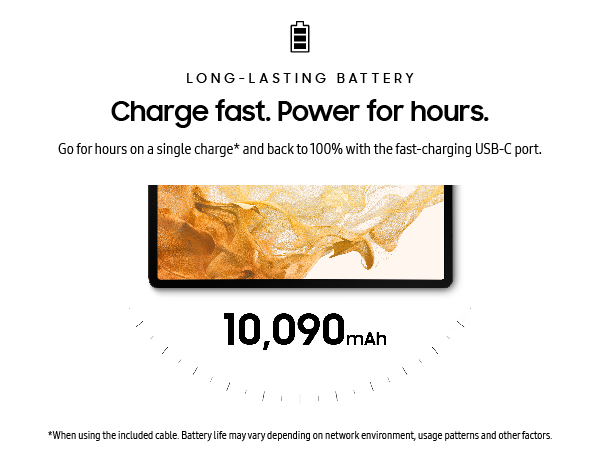 LONG-LASTING BATTERY
Charge fast. Power for hours.
Go for hours on a single charge* and back to 100% with the fast-charging USB-C port.
10,090mAh
*When using the included cable. Battery life may vary depending on network environment, usage patterns and other factors.